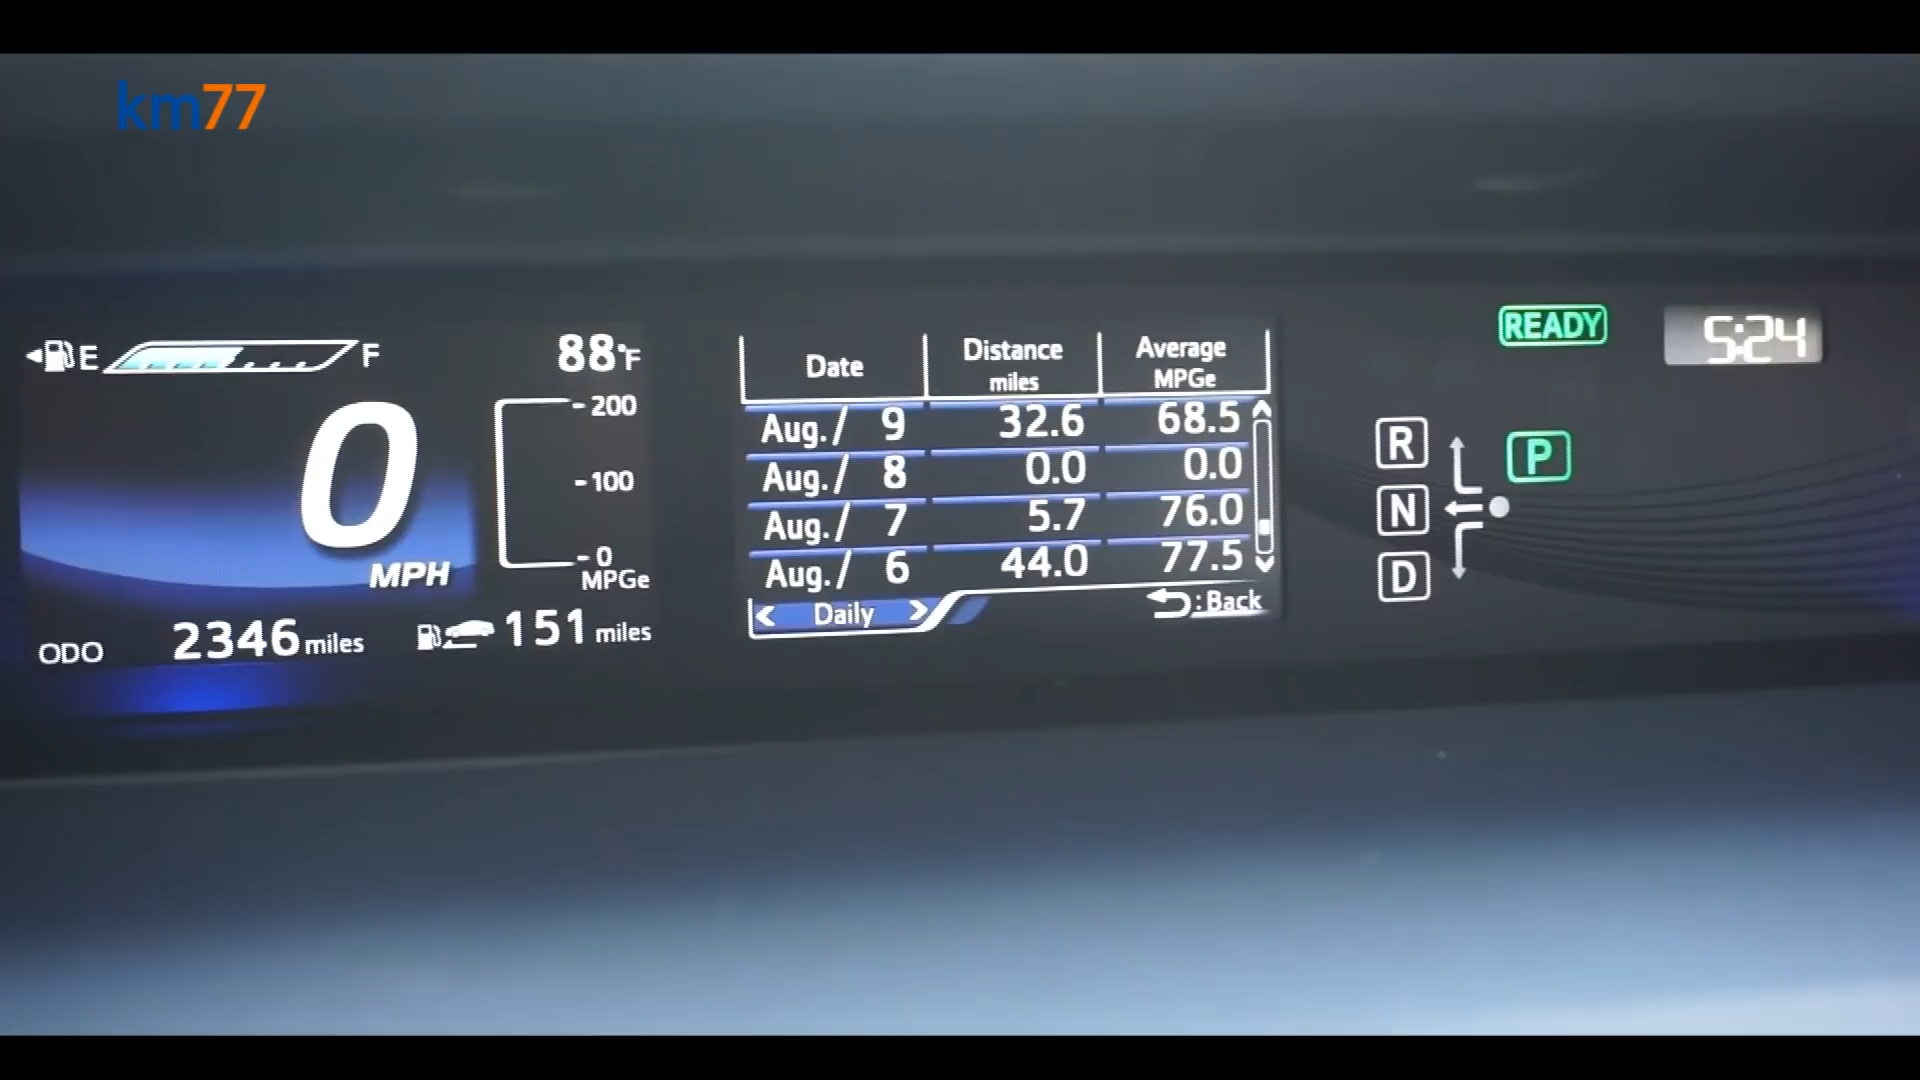 km77
E F 88°F
0
MPH
200
100
0
MPGe
ODO 2346 miles 151 miles
Date Distance miles Average MPGe
Aug./ 9 32.6 68.5
Aug./ 8 0.0 0.0
Aug./ 7 5.7 76.0
Aug./ 6 44.0 77.5
< Daily > :Back
READY 5:24
R P
N
D